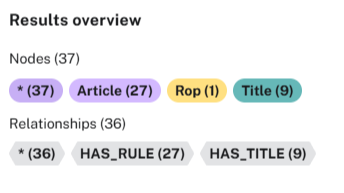 Results overview
Nodes (37)
* (37) Article (27) Rop (1) Title (9)
Relationships (36)
* (36) HAS_RULE (27) HAS_TITLE (9)